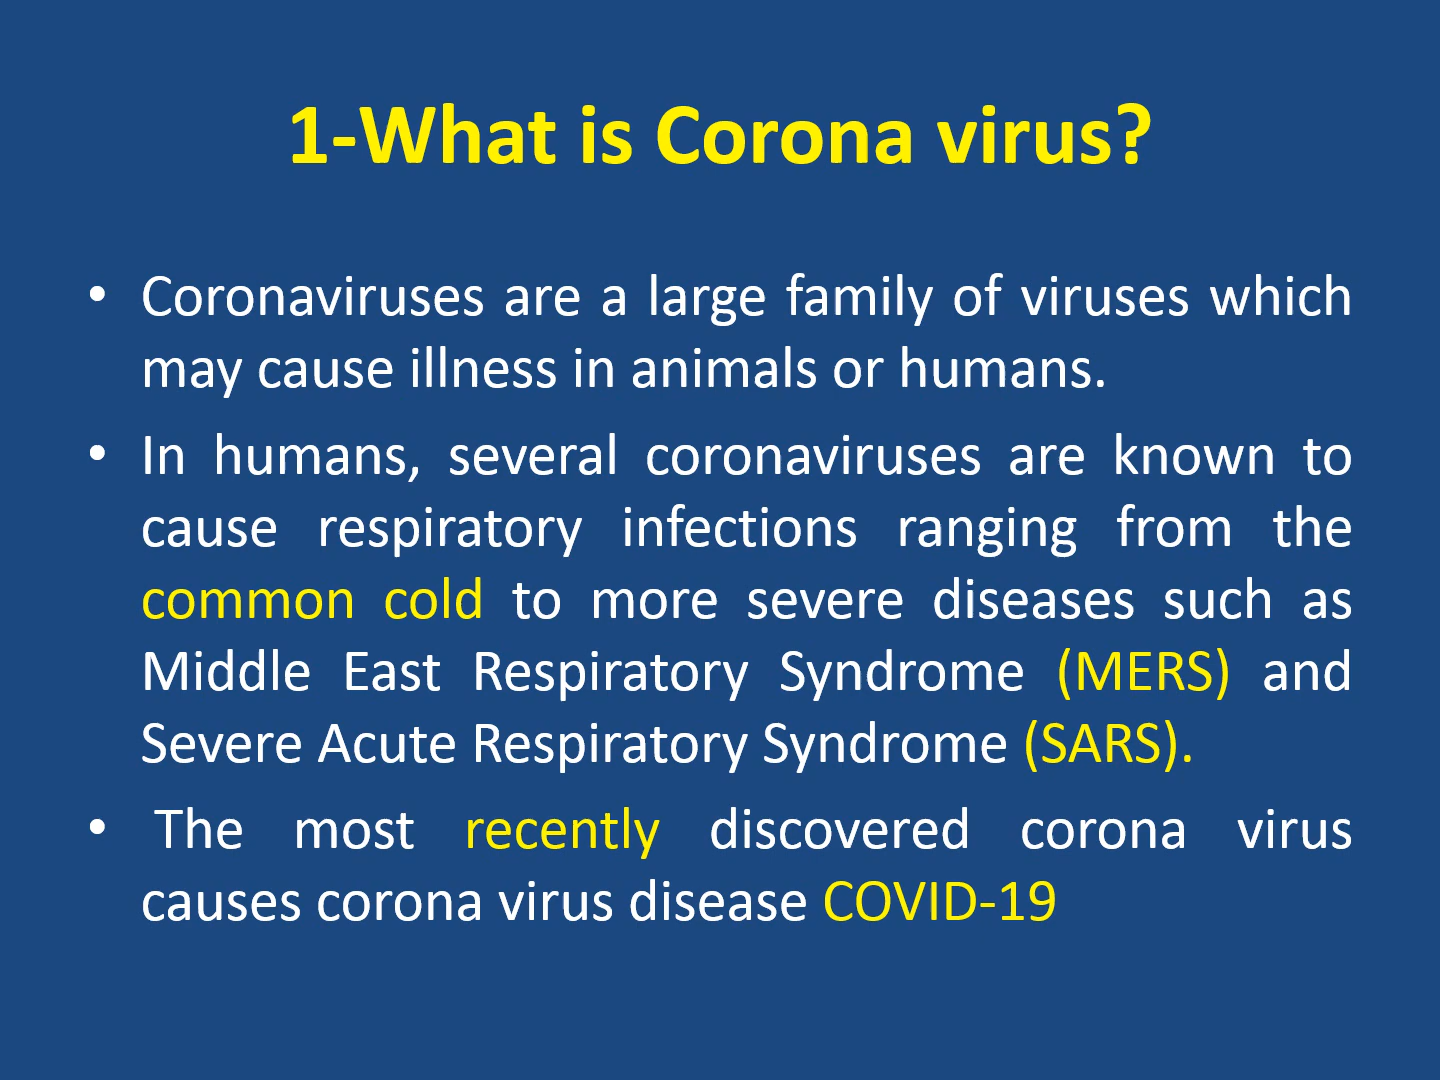 1-What is Corona virus?
• Coronaviruses are a large family of viruses which
may cause illness in animals or humans.
• In humans, several coronaviruses are known to
cause respiratory infections ranging from the
common cold to more severe diseases such as
Middle East Respiratory Syndrome (MERS) and
Severe Acute Respiratory Syndrome (SARS).
• The most recently discovered corona virus
causes corona virus disease COVID-19